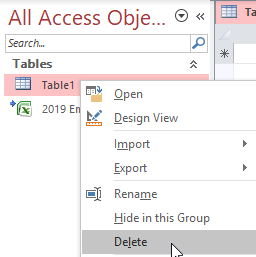 All Access Obje...
Search...
Tables
Table1
2019 Em
Open
Design View
Import
Export
Rename
Hide in this Group
Delete